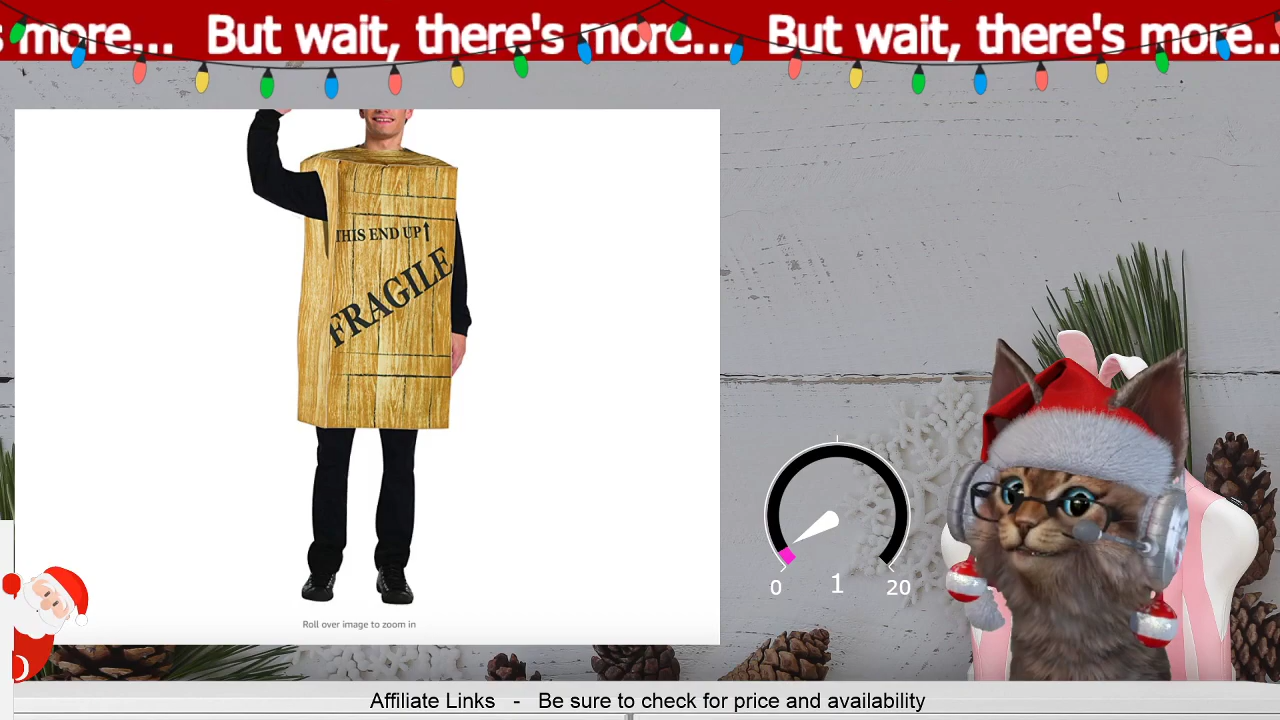 s more... But wait, there's more... But wait, there's more..
THIS END UP
FRAGILE
Roll over image to zoom in
0 1 20
Affiliate Links - Be sure to check for price and availability